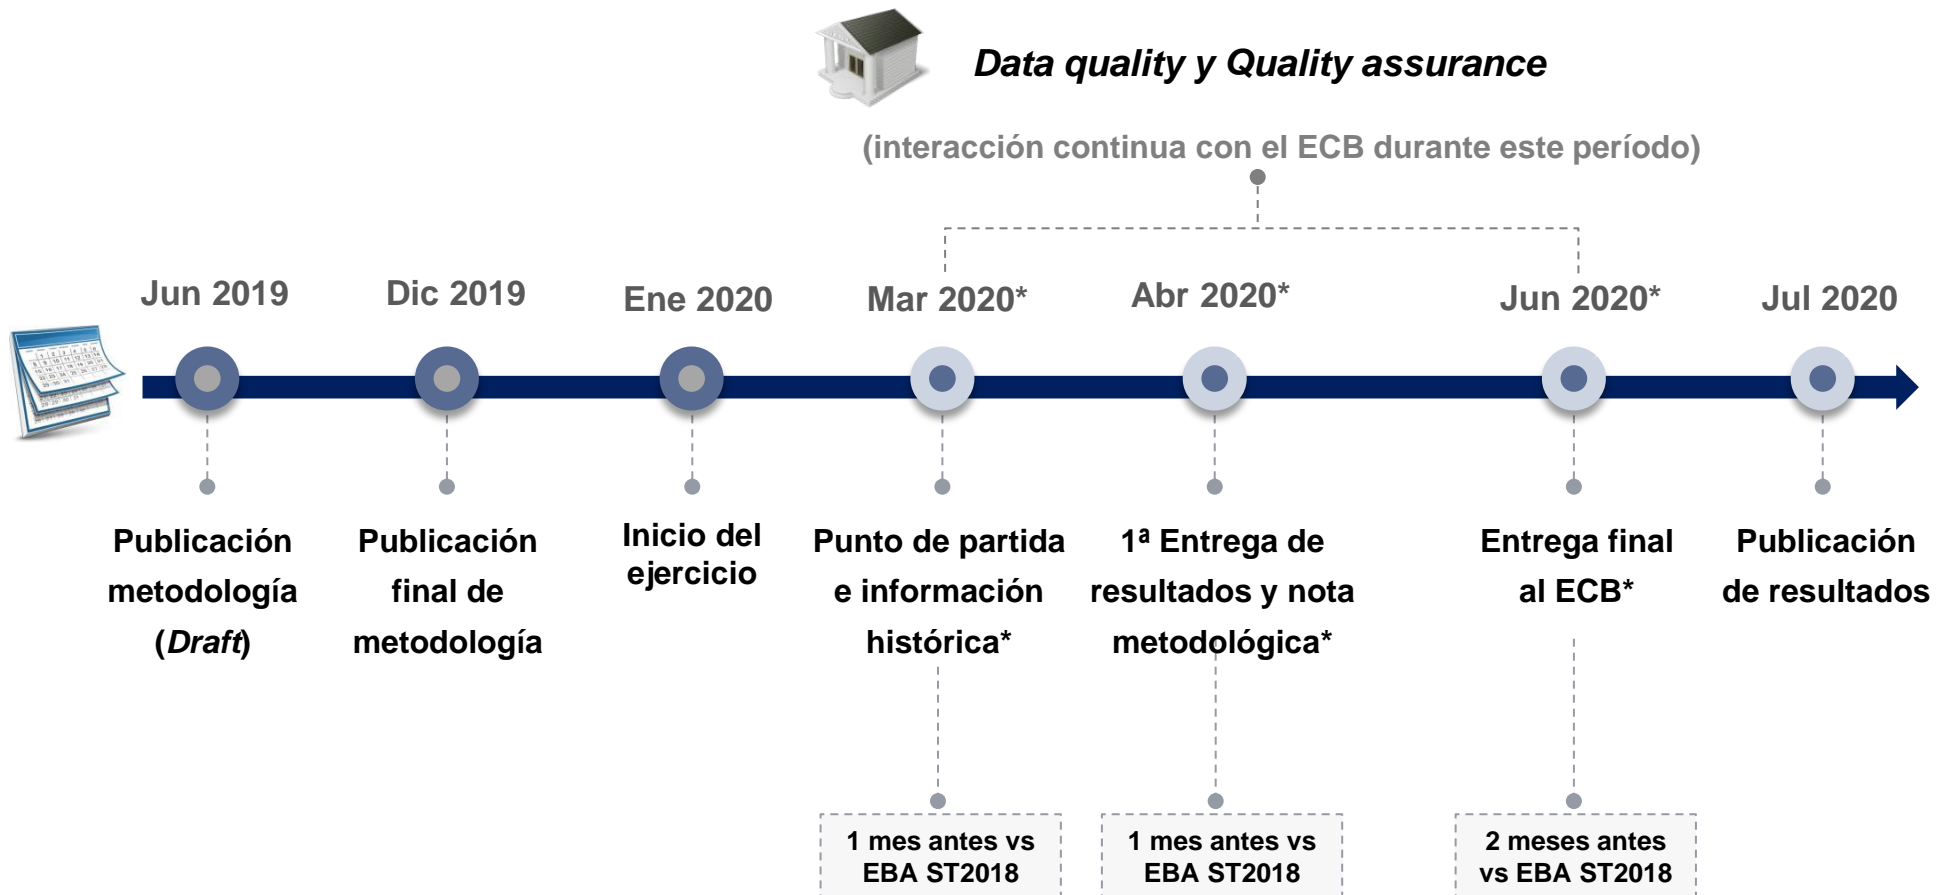 Data quality y Quality assurance
(interacción continua con el ECB durante este período)
Jun 2019
Dic 2019
Ene 2020
Mar 2020*
Abr 2020*
Jun 2020*
Jul 2020
Publicación
metodología
(Draft)
Publicación
final de
metodología
Inicio del
ejercicio
Punto de partida
e información
histórica*
1ª Entrega de
resultados y nota
metodológica*
Entrega final
al ECB*
Publicación
de resultados
1 mes antes vs
EBA ST2018
1 mes antes vs
EBA ST2018
2 meses antes
vs EBA ST2018